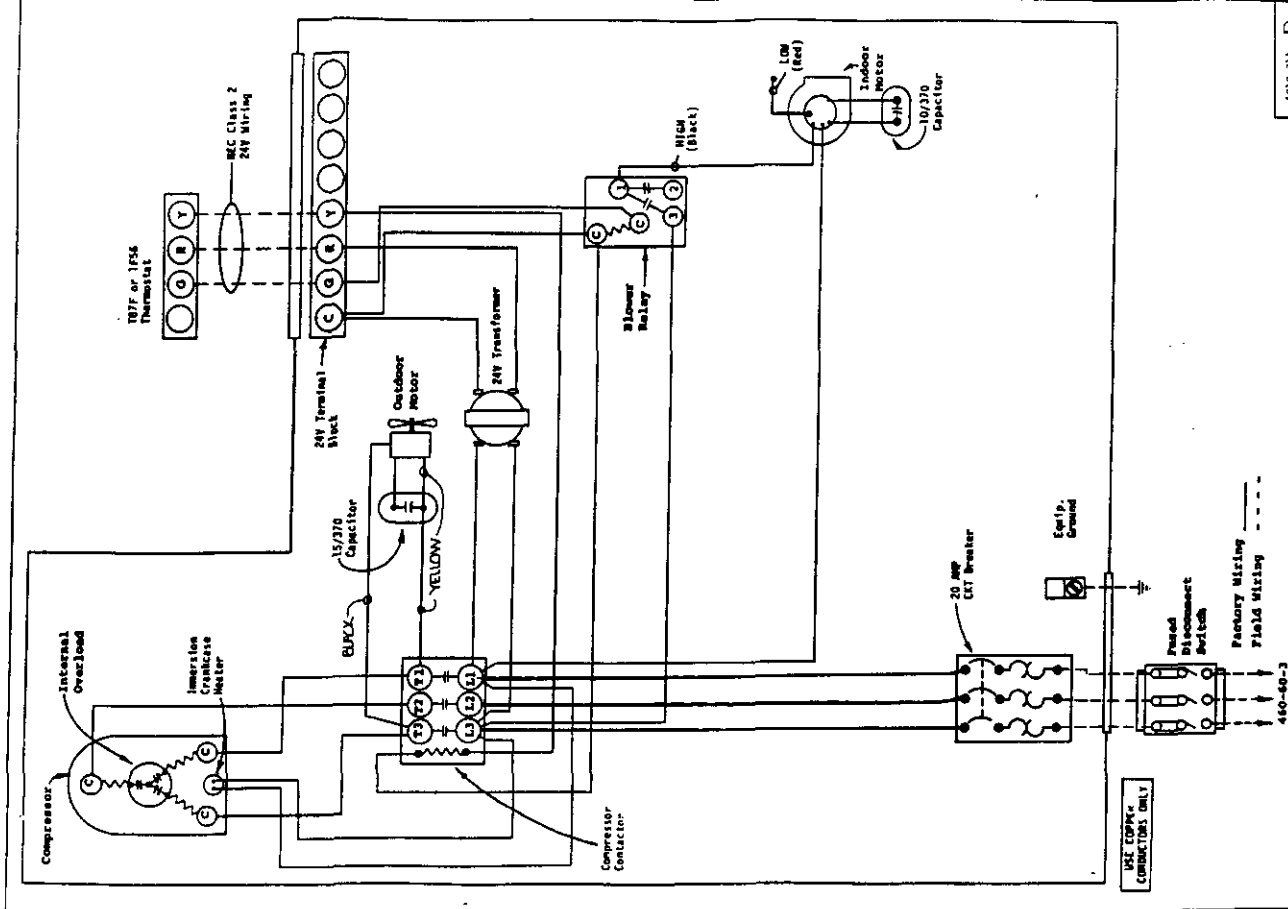 Compressor
Internal
Overload
Immersion
Crankcase
Heater
C
C
C
T87F or 1F56
Thermostat
G
R
Y
NEC Class 2
24V Wiring
24V Terminal
Block
C
G
R
Y
BLACK
15/370
Capacitor
YELLOW
Outdoor
Motor
24V Transformer
T3
T2
T1
L3
L2
L1
Compressor
Contactor
Blower
Relay
C
C
1
2
3
HIGH
(Black)
LOW
(Red)
Indoor
Motor
10/370
Capacitor
20 AMP
CKT Breaker
Equip.
Ground
Fused
Disconnect
Switch
Factory Wiring
Field Wiring
460-60-3
USE COPPER
CONDUCTORS ONLY